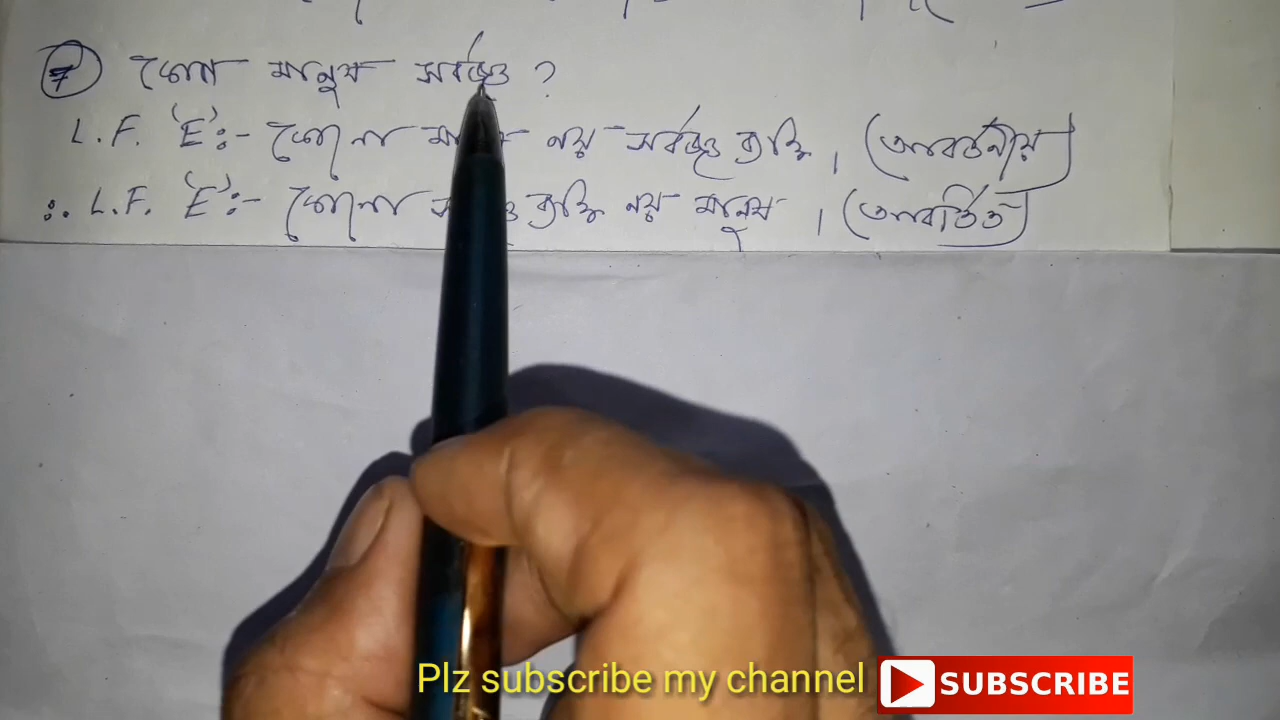 7 কোন মানুষ সর্বজ্ঞ ?
L.F. 'E' :- কোনো নয় সর্বজ্ঞ ব্যক্তি । (আবর্তনীয়)
∴ L.F. 'E' :- কোনো ব্যক্তি নয় মানুষ । (আবর্তিত)
Plz subscribe my channel SUBSCRIBE